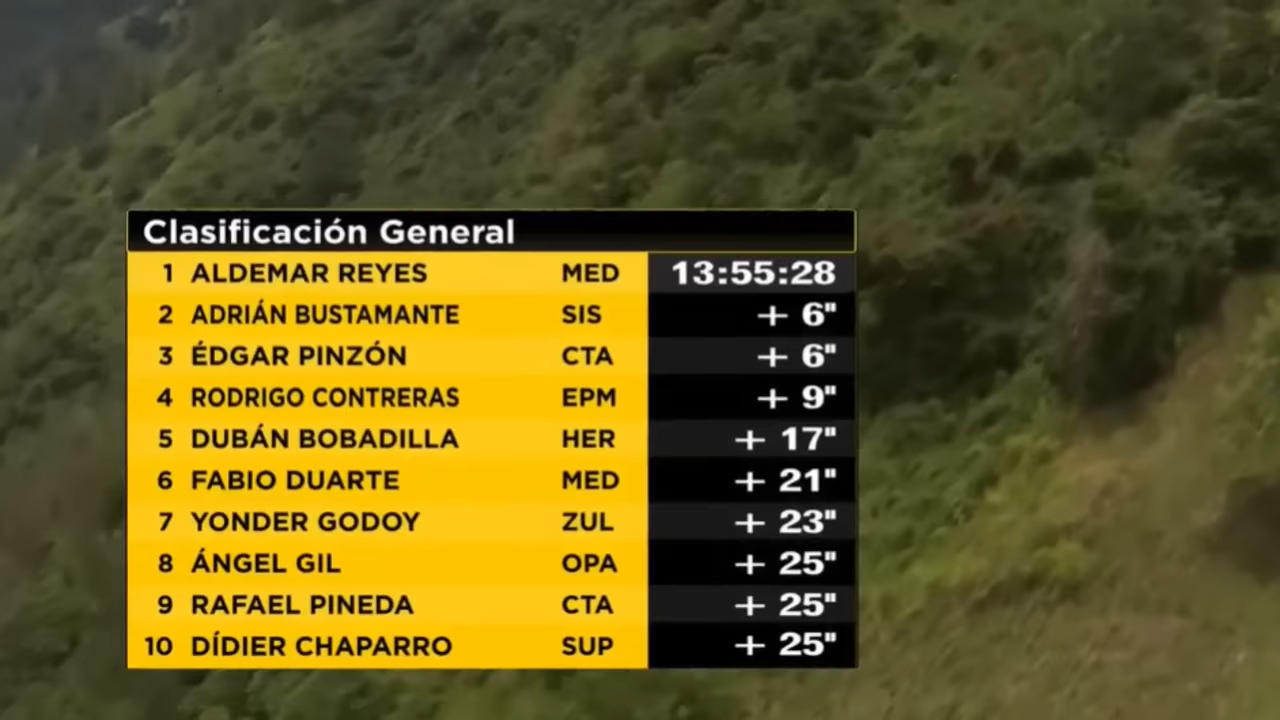 Clasificación General
1 ALDEMAR REYES MED 13:55:28
2 ADRIÁN BUSTAMANTE SIS + 6"
3 ÉDGAR PINZÓN CTA + 6"
4 RODRIGO CONTRERAS EPM + 9"
5 DUBÁN BOBADILLA HER + 17"
6 FABIO DUARTE MED + 21"
7 YONDER GODOY ZUL + 23"
8 ÁNGEL GIL OPA + 25"
9 RAFAEL PINEDA CTA + 25"
10 DÍDIER CHAPARRO SUP + 25"